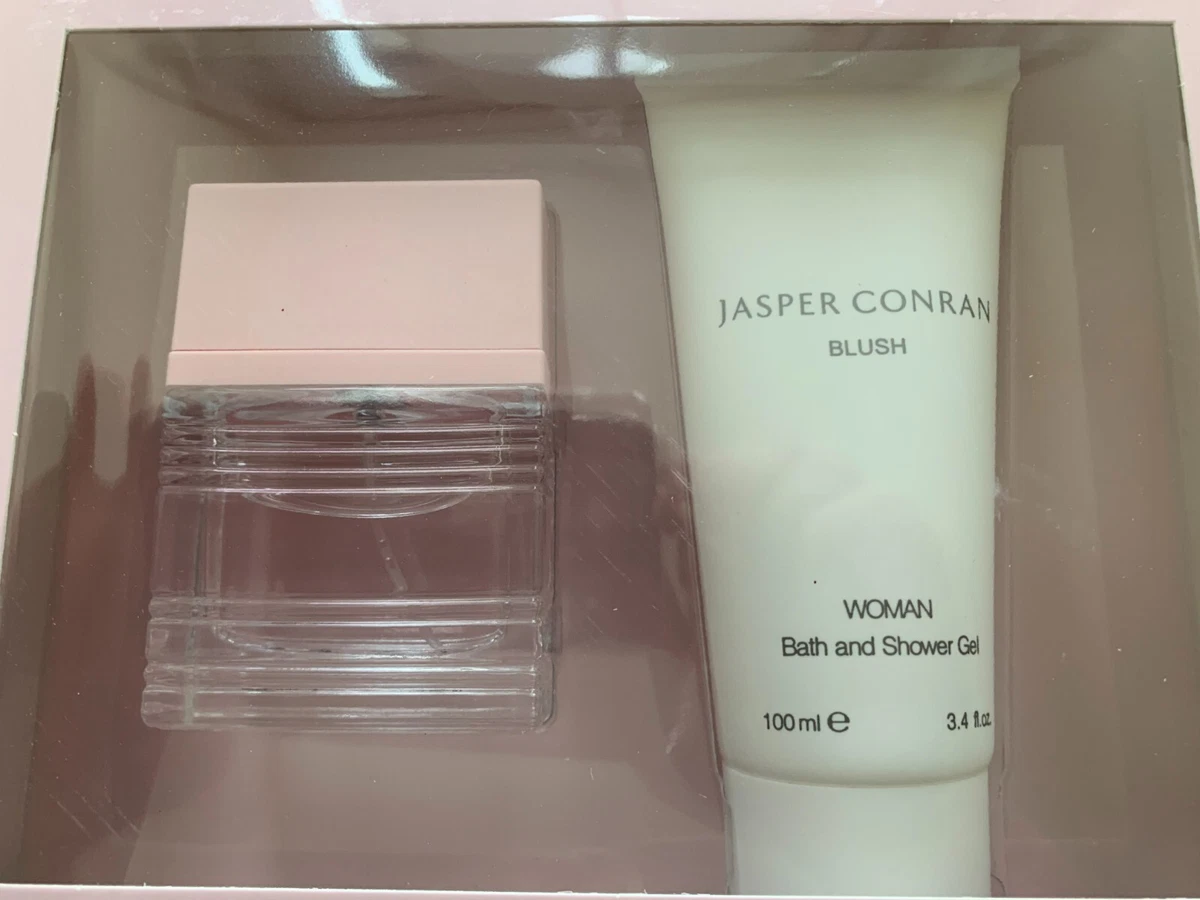 JASPER CONRAN
BLUSH
WOMAN
Bath and Shower Gel
100 ml ℮ 3.4 fl.oz.